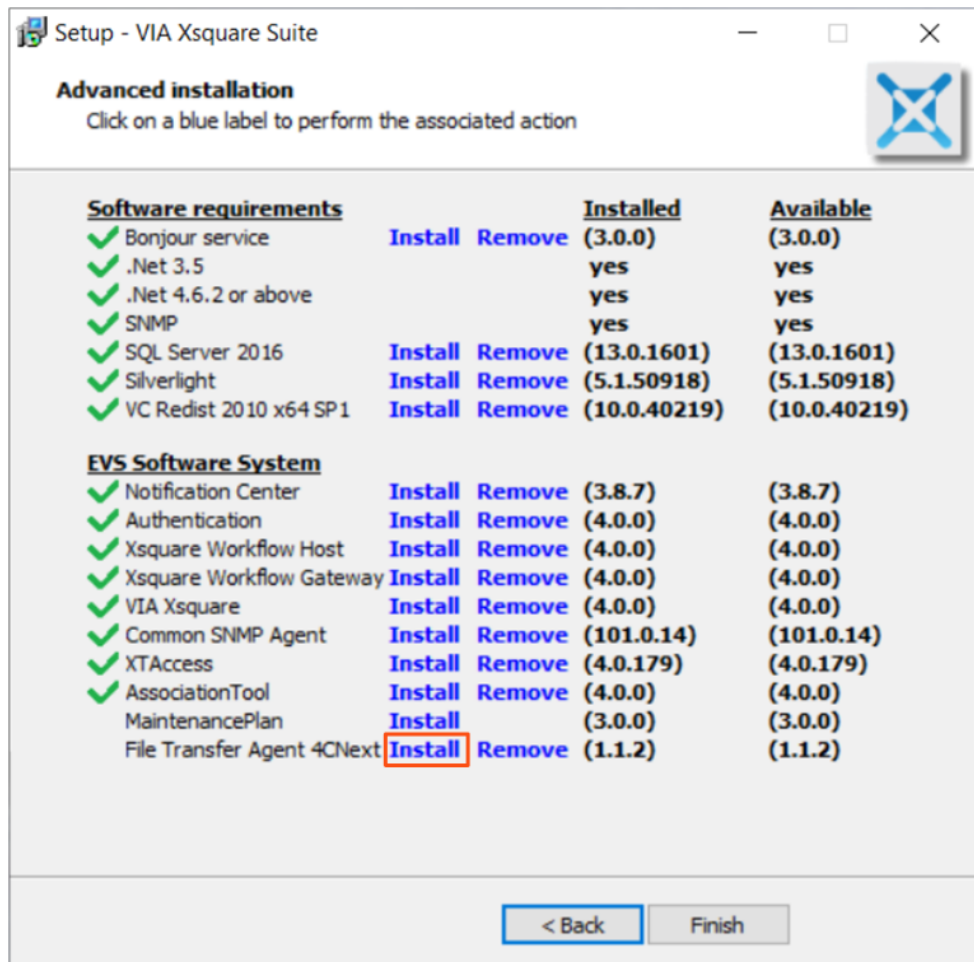 Setup - VIA Xsquare Suite
Advanced installation
Click on a blue label to perform the associated action
Software requirements Installed Available
Bonjour service Install Remove (3.0.0) (3.0.0)
.Net 3.5 yes yes
.Net 4.6.2 or above yes yes
SNMP yes yes
SQL Server 2016 Install Remove (13.0.1601) (13.0.1601)
Silverlight Install Remove (5.1.50918) (5.1.50918)
VC Redist 2010 x64 SP1 Install Remove (10.0.40219) (10.0.40219)
EVS Software System
Notification Center Install Remove (3.8.7) (3.8.7)
Authentication Install Remove (4.0.0) (4.0.0)
Xsquare Workflow Host Install Remove (4.0.0) (4.0.0)
Xsquare Workflow Gateway Install Remove (4.0.0) (4.0.0)
VIA Xsquare Install Remove (4.0.0) (4.0.0)
Common SNMP Agent Install Remove (101.0.14) (101.0.14)
XTAccess Install Remove (4.0.179) (4.0.179)
AssociationTool Install Remove (4.0.0) (4.0.0)
MaintenancePlan Install (3.0.0) (3.0.0)
File Transfer Agent 4CNext Install Remove (1.1.2) (1.1.2)
< Back Finish